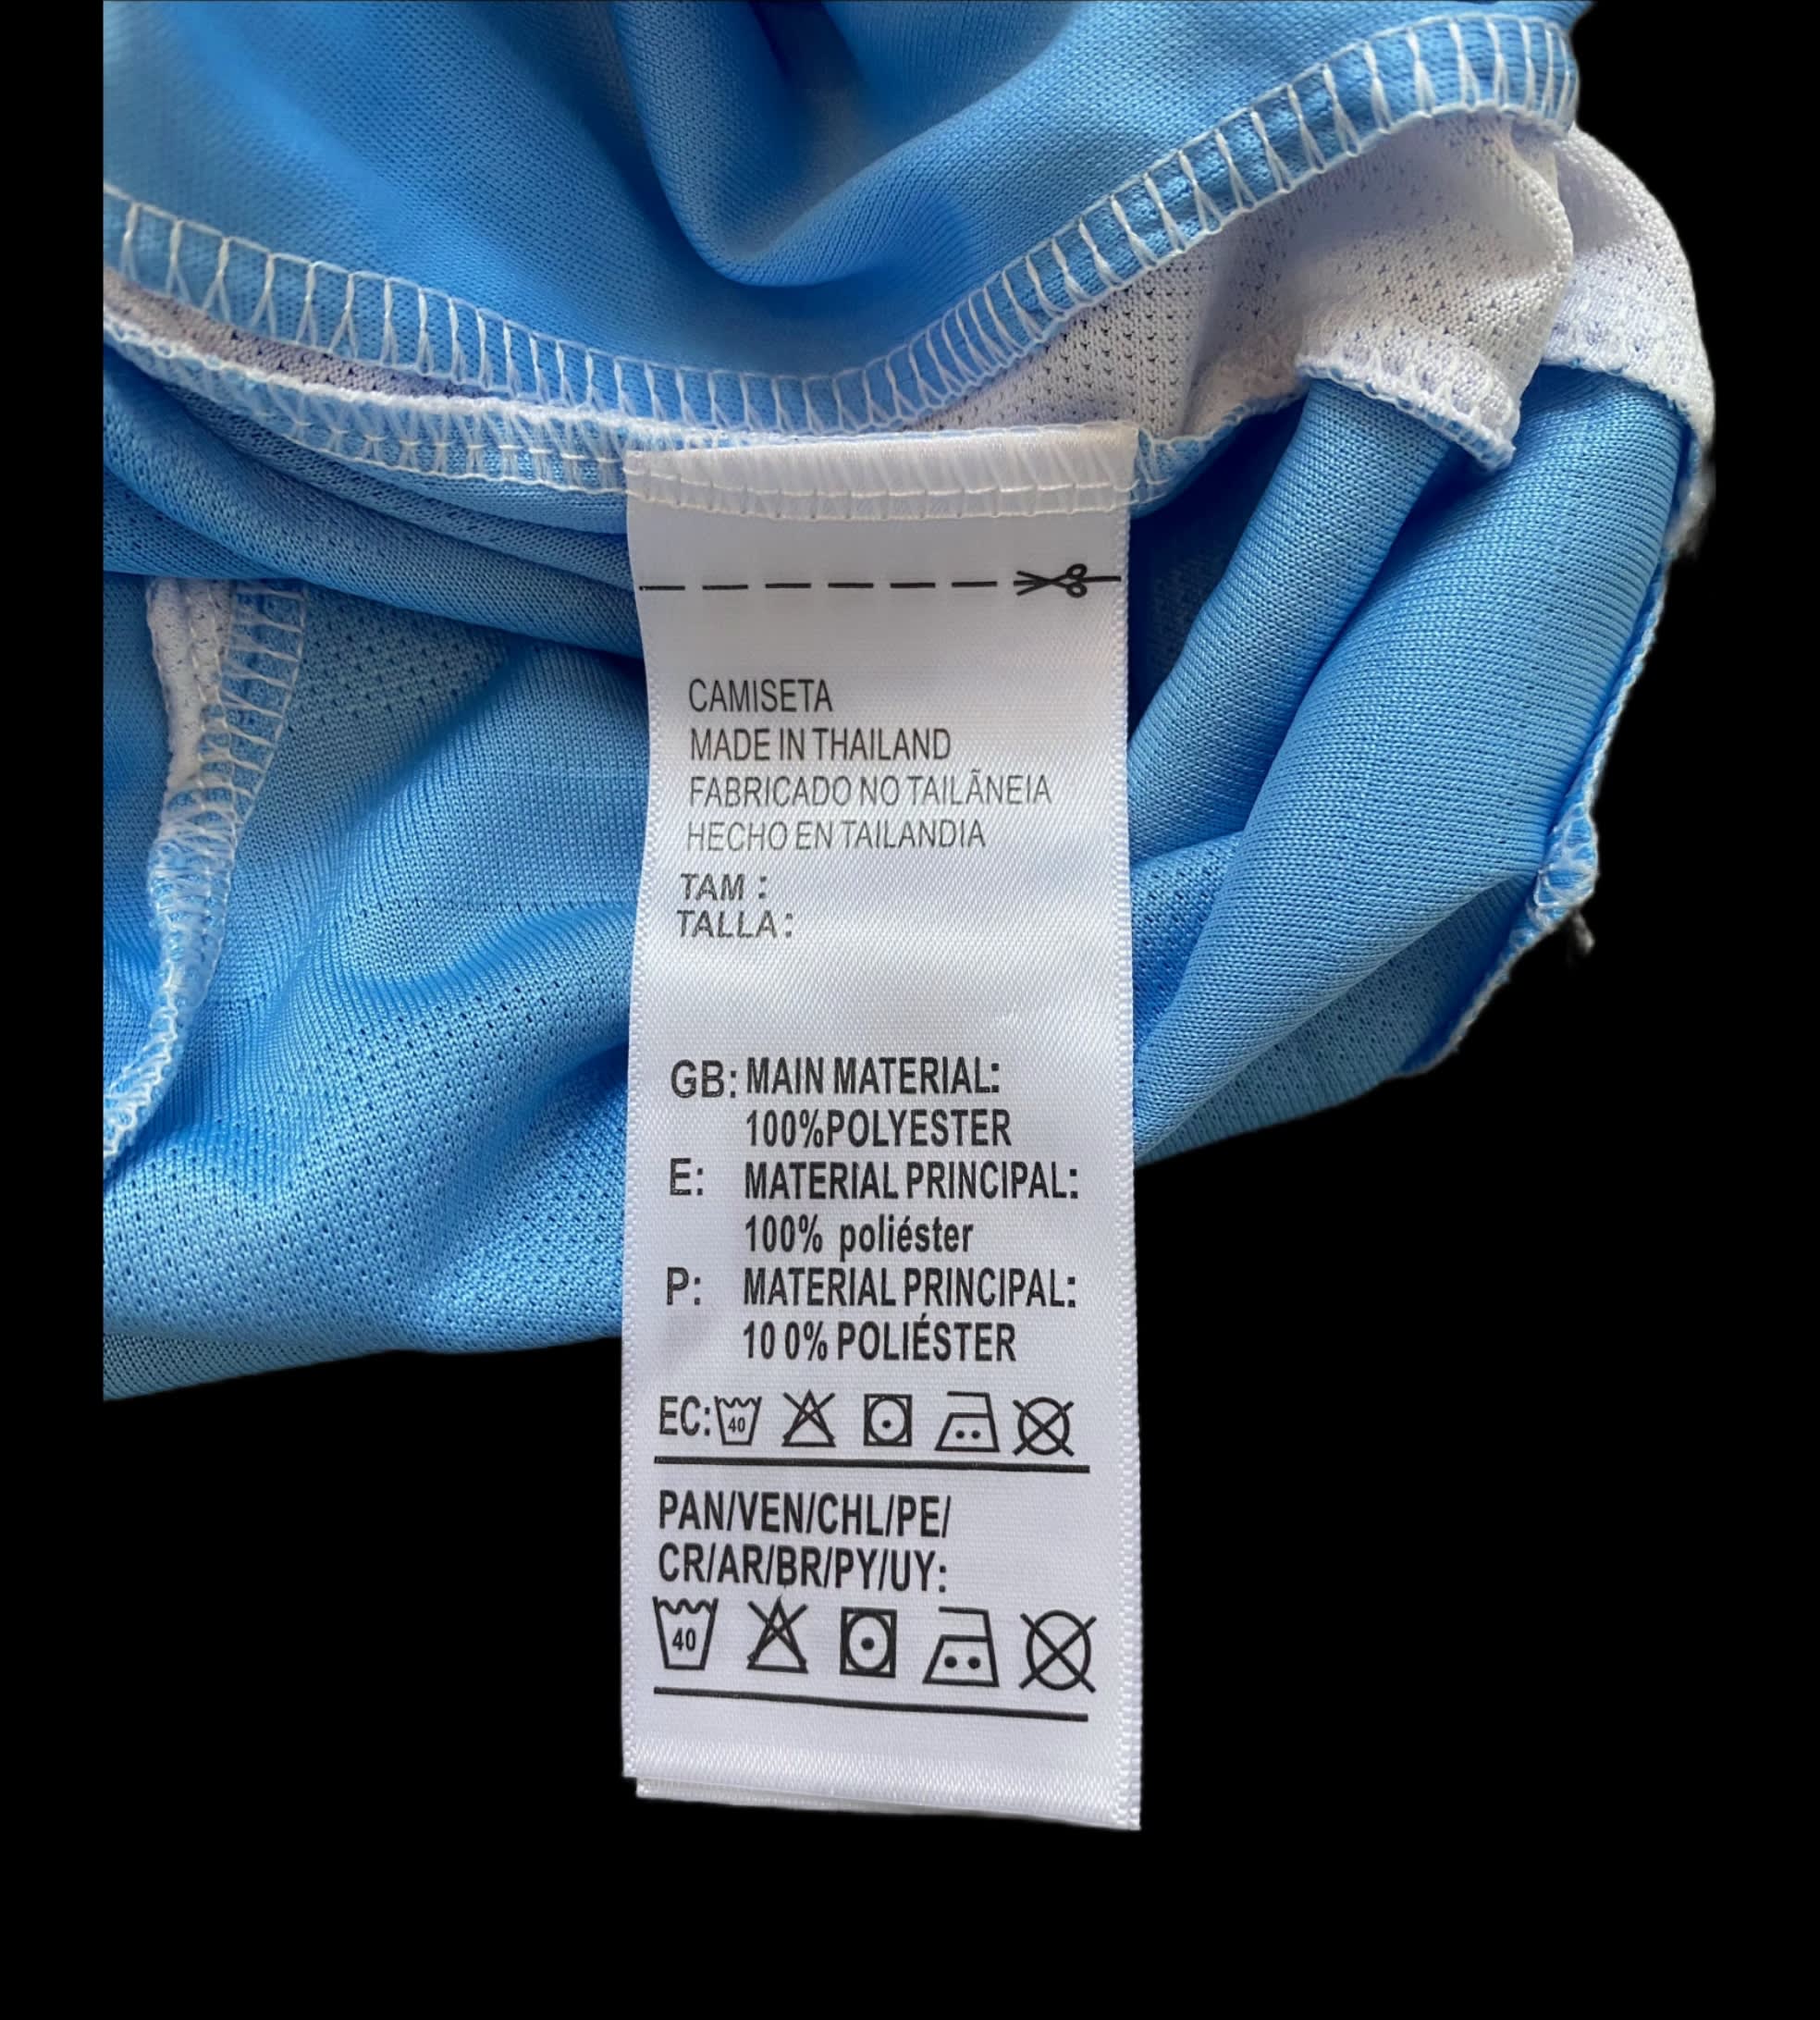 CAMISETA
MADE IN THAILAND
FABRICADO NO TAILÃNEIA
HECHO EN TAILANDIA
TAM :
TALLA :
GB: MAIN MATERIAL:
100%POLYESTER
E: MATERIAL PRINCIPAL:
100% poliéster
P: MATERIAL PRINCIPAL:
10 0% POLIÉSTER
EC: 40
PAN/VEN/CHL/PE/
CR/AR/BR/PY/UY:
40